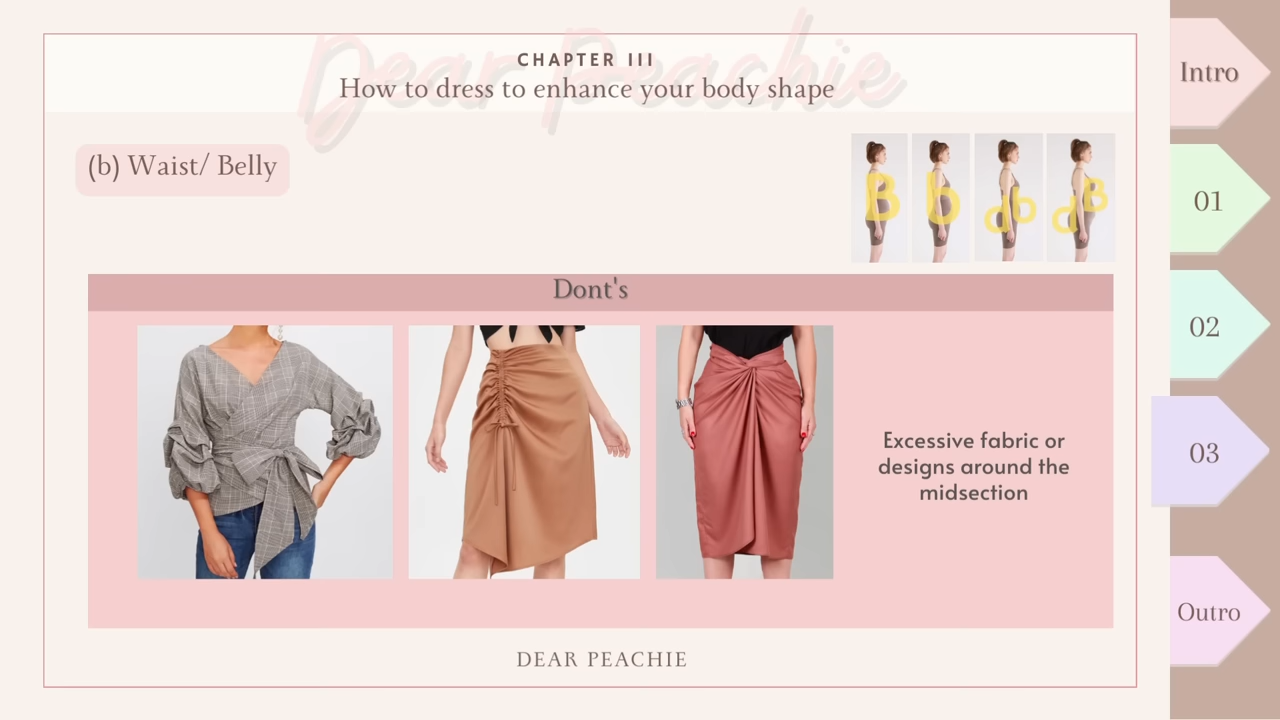 Dear Peachie
CHAPTER III
How to dress to enhance your body shape
(b) Waist/ Belly
B
b
d b
d B
Dont's
Excessive fabric or
designs around the
midsection
DEAR PEACHIE
Intro
01
02
03
Outro